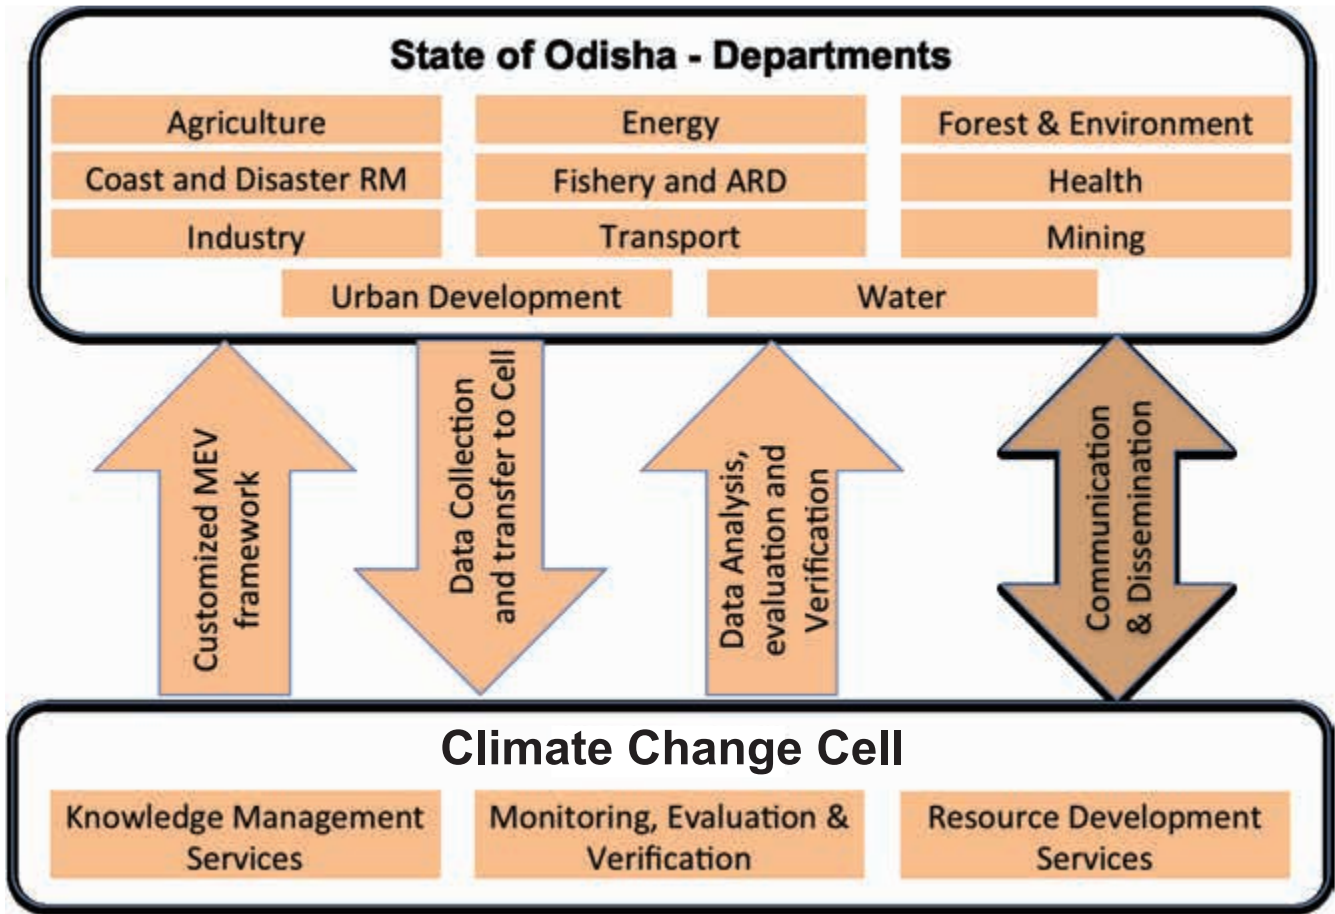 State of Odisha - Departments
Agriculture
Energy
Forest & Environment
Coast and Disaster RM
Fishery and ARD
Health
Industry
Transport
Mining
Urban Development
Water
Customized MEV
framework
Data Collection
and transfer to Cell
Data Analysis,
evaluation and
Verification
Communication
& Dissemination
Climate Change Cell
Knowledge Management
Services
Monitoring, Evaluation &
Verification
Resource Development
Services